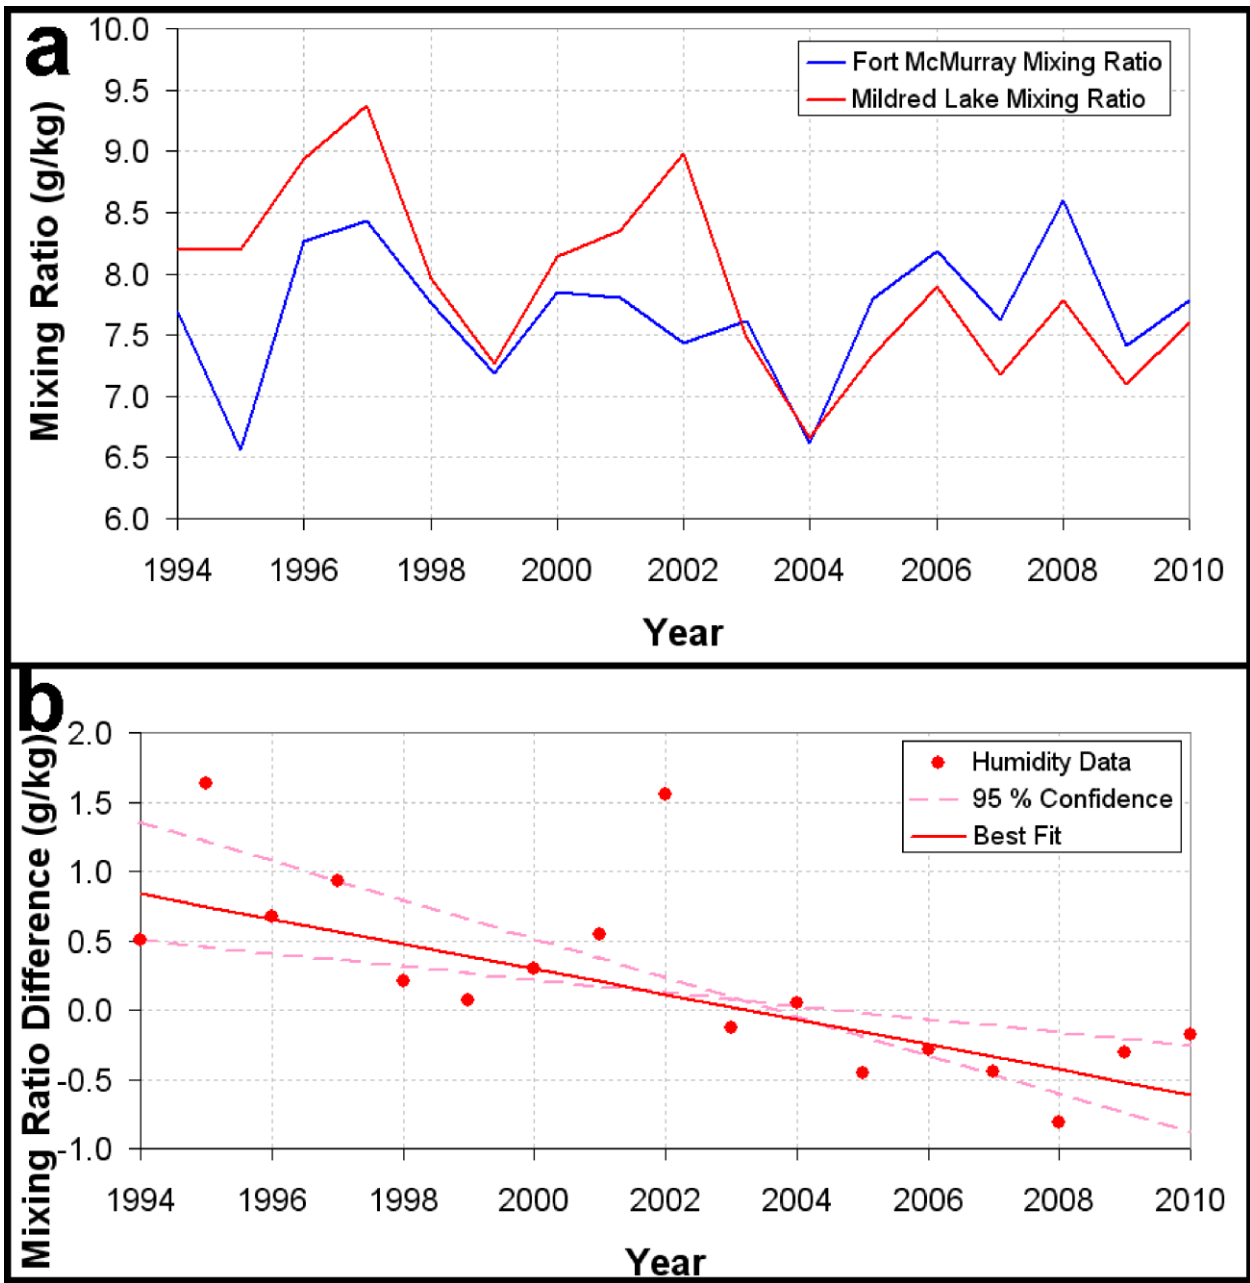 a
10.0
9.5
9.0
8.5
8.0
7.5
7.0
6.5
6.0
Mixing Ratio (g/kg)
Fort McMurray Mixing Ratio
Mildred Lake Mixing Ratio
1994 1996 1998 2000 2002 2004 2006 2008 2010
Year
b
2.0
1.5
1.0
0.5
0.0
-0.5
-1.0
Mixing Ratio Difference (g/kg)
Humidity Data
95 % Confidence
Best Fit
1994 1996 1998 2000 2002 2004 2006 2008 2010
Year